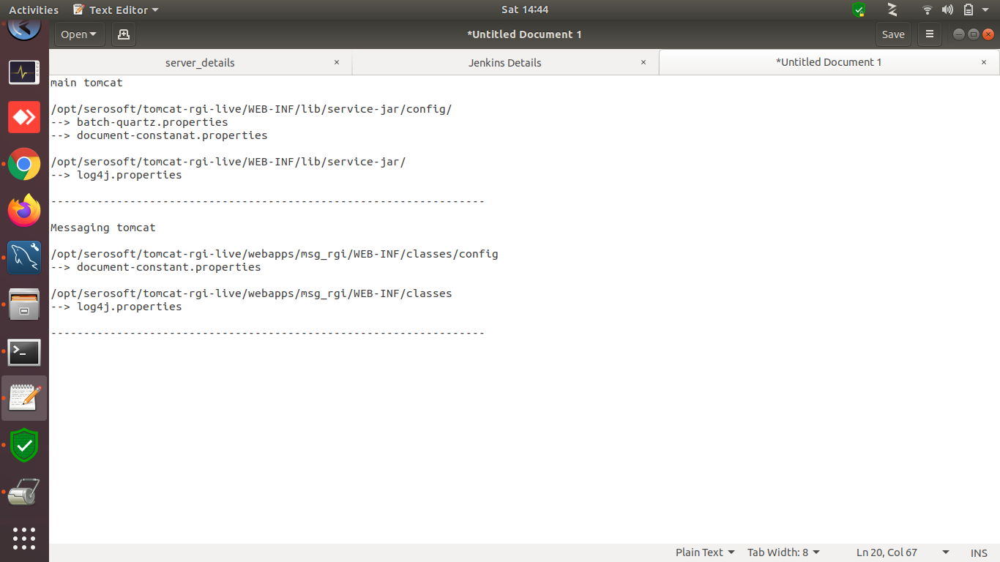 Activities Text Editor Sat 14:44
Open *Untitled Document 1 Save
server_details Jenkins Details *Untitled Document 1
main tomcat
/opt/serosoft/tomcat-rgi-live/WEB-INF/lib/service-jar/config/
--> batch-quartz.properties
--> document-constanat.properties
/opt/serosoft/tomcat-rgi-live/WEB-INF/lib/service-jar/
--> log4j.properties
------------------------------------------------------------------
Messaging tomcat
/opt/serosoft/tomcat-rgi-live/webapps/msg_rgi/WEB-INF/classes/config
--> document-constant.properties
/opt/serosoft/tomcat-rgi-live/webapps/msg_rgi/WEB-INF/classes
--> log4j.properties
------------------------------------------------------------------
Plain Text Tab Width: 8 Ln 20, Col 67 INS